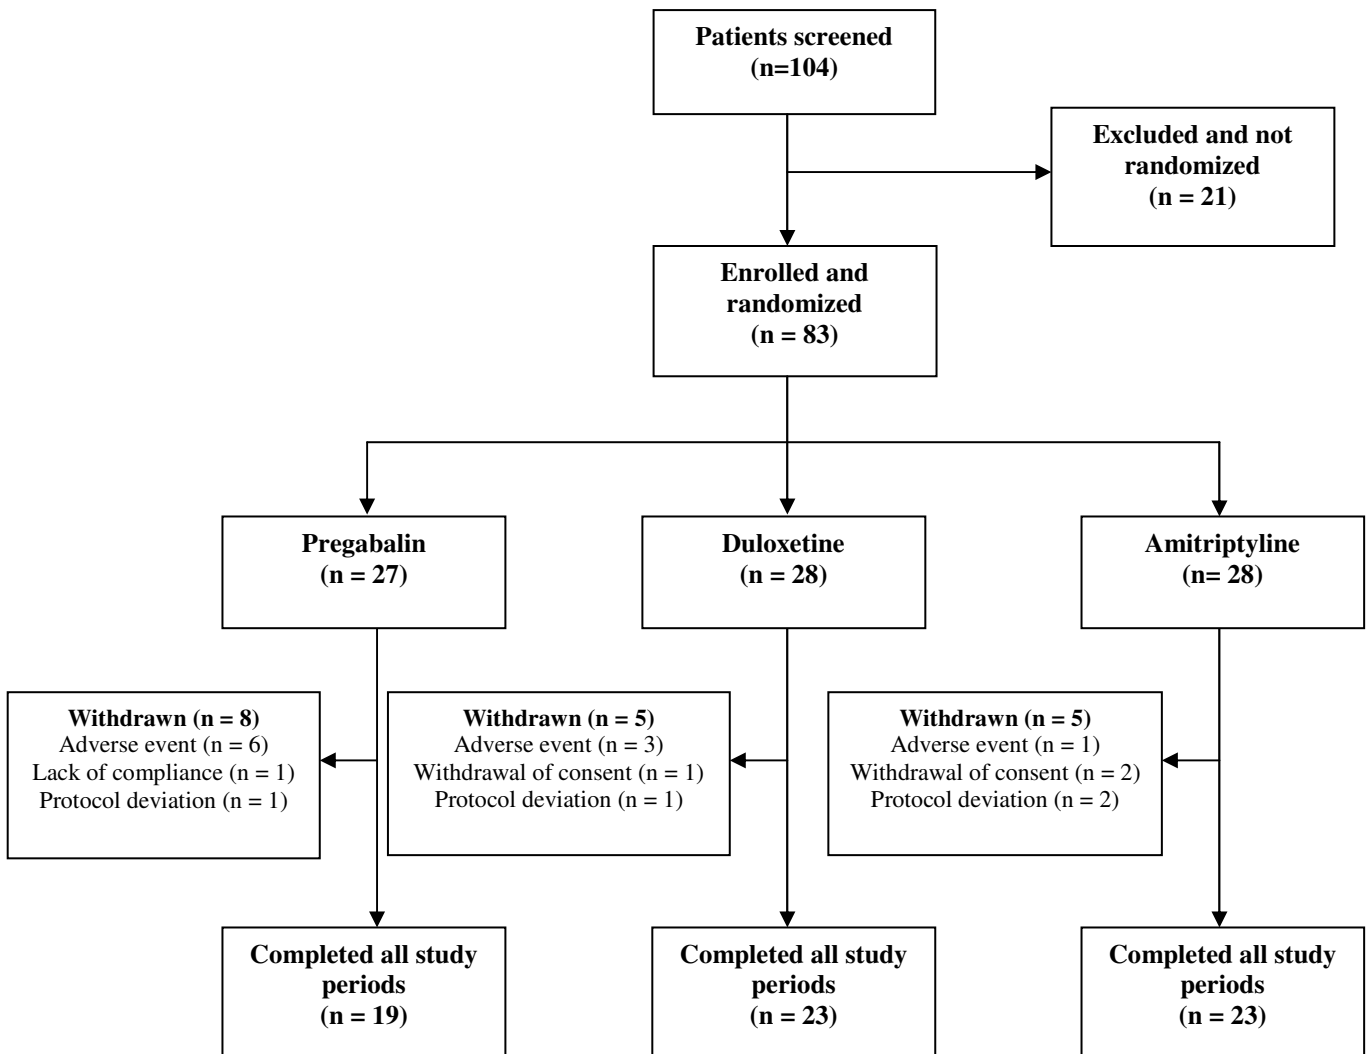 Patients screened
(n=104)
Excluded and not
randomized
(n = 21)
Enrolled and
randomized
(n = 83)
Pregabalin
(n = 27)
Duloxetine
(n = 28)
Amitriptyline
(n= 28)
Withdrawn (n = 8)
Adverse event (n = 6)
Lack of compliance (n = 1)
Protocol deviation (n = 1)
Withdrawn (n = 5)
Adverse event (n = 3)
Withdrawal of consent (n = 1)
Protocol deviation (n = 1)
Withdrawn (n = 5)
Adverse event (n = 1)
Withdrawal of consent (n = 2)
Protocol deviation (n = 2)
Completed all study
periods
(n = 19)
Completed all study
periods
(n = 23)
Completed all study
periods
(n = 23)